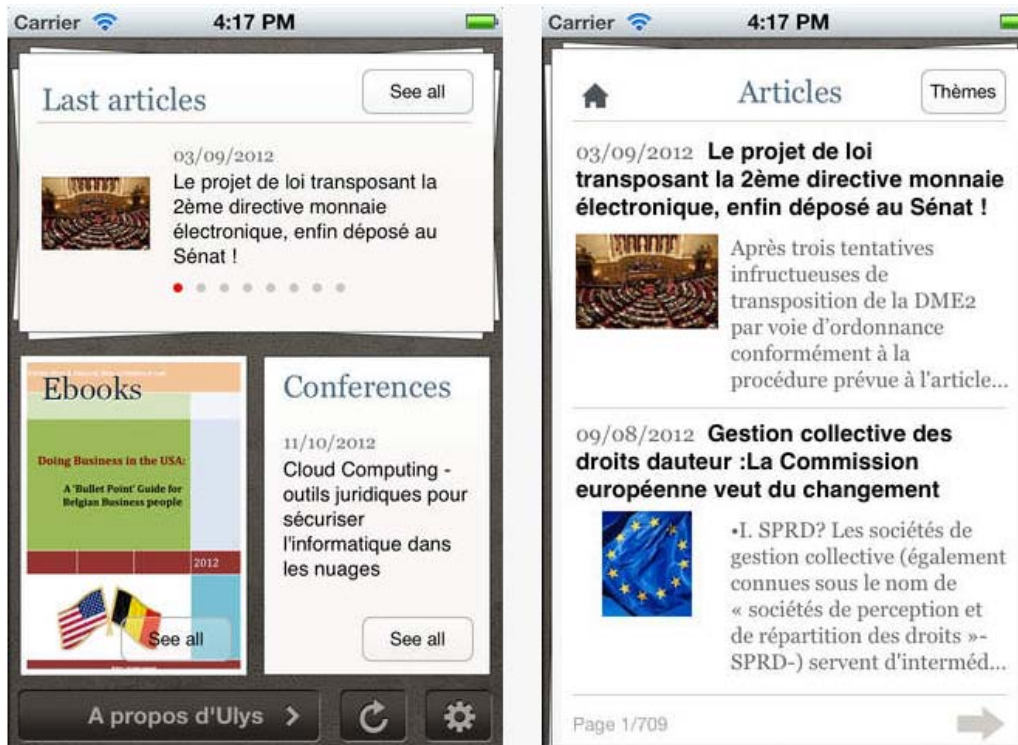 Carrier 4:17 PM
Last articles See all
03/09/2012
Le projet de loi transposant la
2ème directive monnaie
électronique, enfin déposé au
Sénat !
Ebooks
Doing Business in the USA:
A 'Bullet Point' Guide for
Belgian Business people
2012
See all
Conferences
11/10/2012
Cloud Computing -
outils juridiques pour
sécuriser
l'informatique dans
les nuages
See all
A propos d'Ulys
Carrier 4:17 PM
Articles Thèmes
03/09/2012 Le projet de loi
transposant la 2ème directive monnaie
électronique, enfin déposé au Sénat !
Après trois tentatives
infructueuses de
transposition de la DME2
par voie d'ordonnance
conformément à la
procédure prévue à l'article...
09/08/2012 Gestion collective des
droits dauteur :La Commission
européenne veut du changement
•I. SPRD? Les sociétés de
gestion collective (également
connues sous le nom de
« sociétés de perception et
de répartition des droits »-
SPRD-) servent d'interméd...
Page 1/709